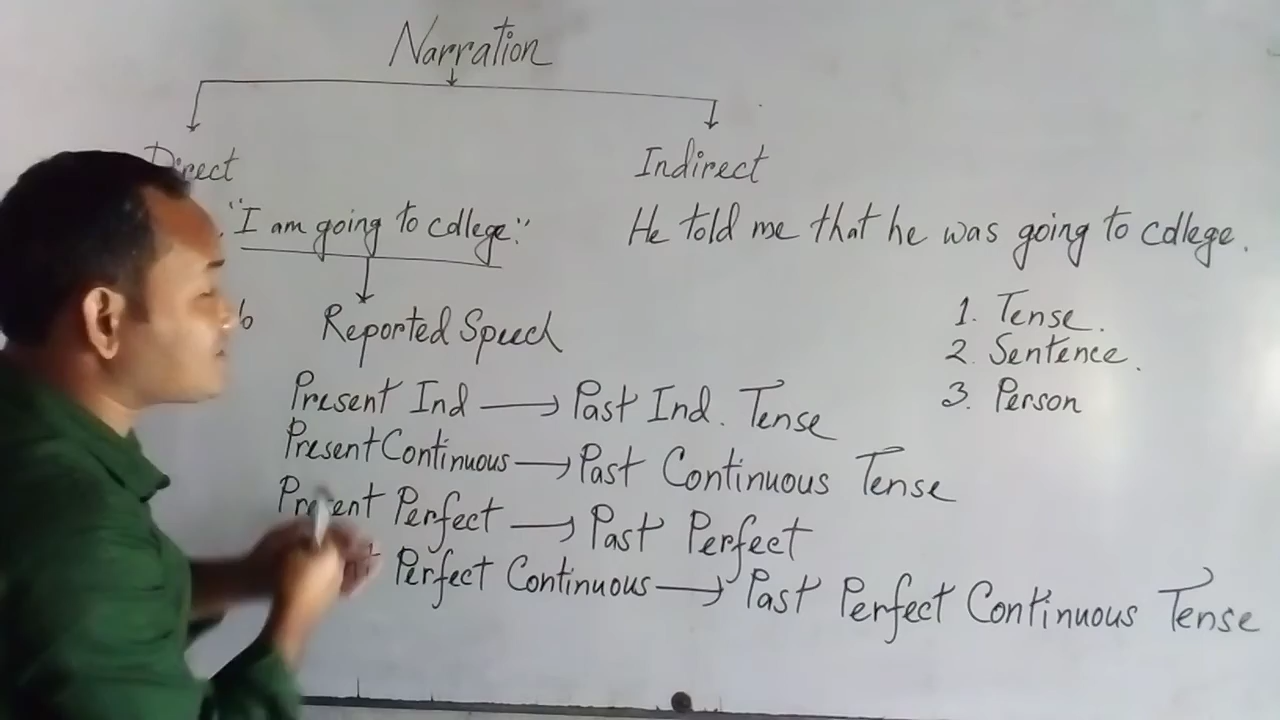 Narration
Direct
Indirect
"I am going to college."
He told me that he was going to college.
Reported Speech
1. Tense.
2. Sentence.
3. Person
Present Ind → Past Ind. Tense
Present Continuous → Past Continuous Tense
Present Perfect → Past Perfect
Perfect Continuous → Past Perfect Continuous Tense